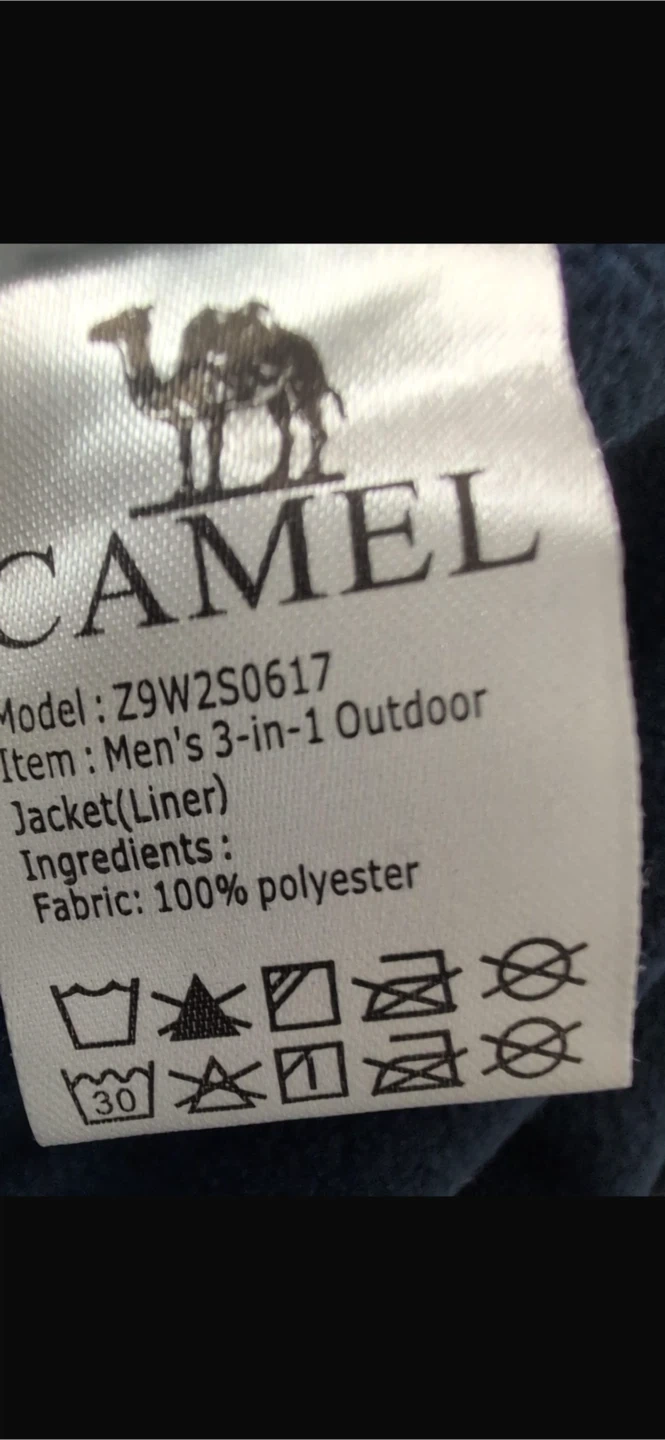 CAMEL
Model : Z9W2S0617
Item : Men's 3-in-1 Outdoor
Jacket(Liner)
Ingredients :
Fabric: 100% polyester
30